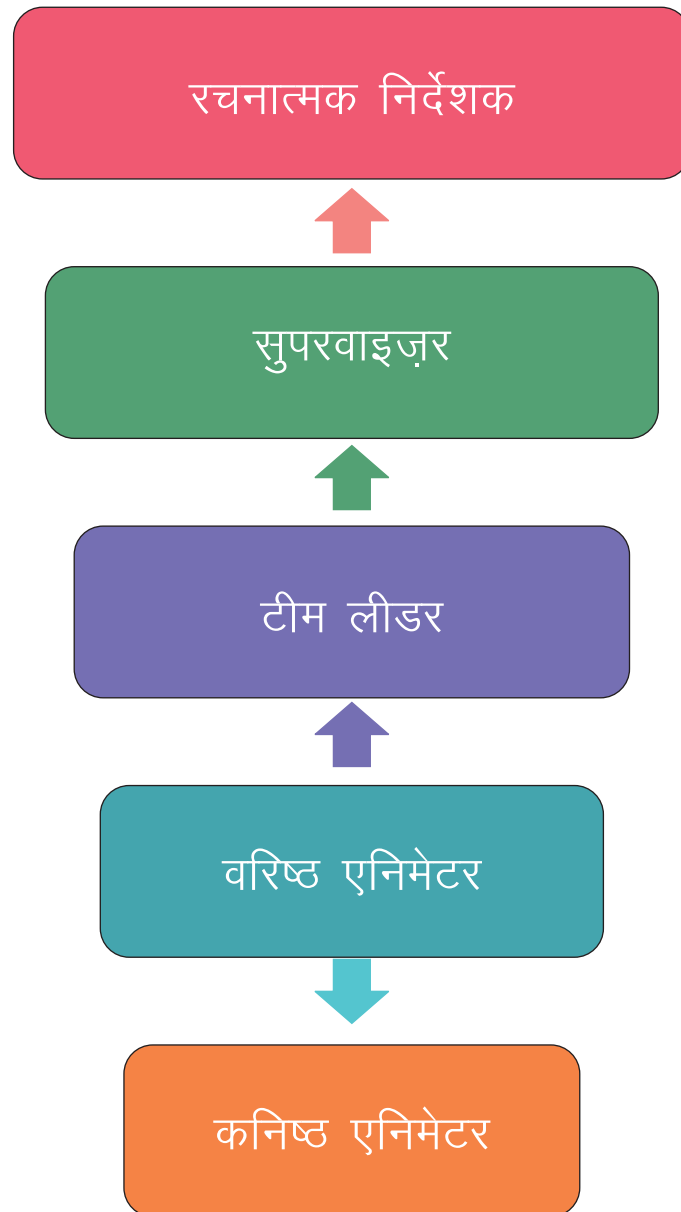 रचनात्मक निर्देशक
सुपरवाइज़र
टीम लीडर
वरिष्ठ एनिमेटर
कनिष्ठ एनिमेटर